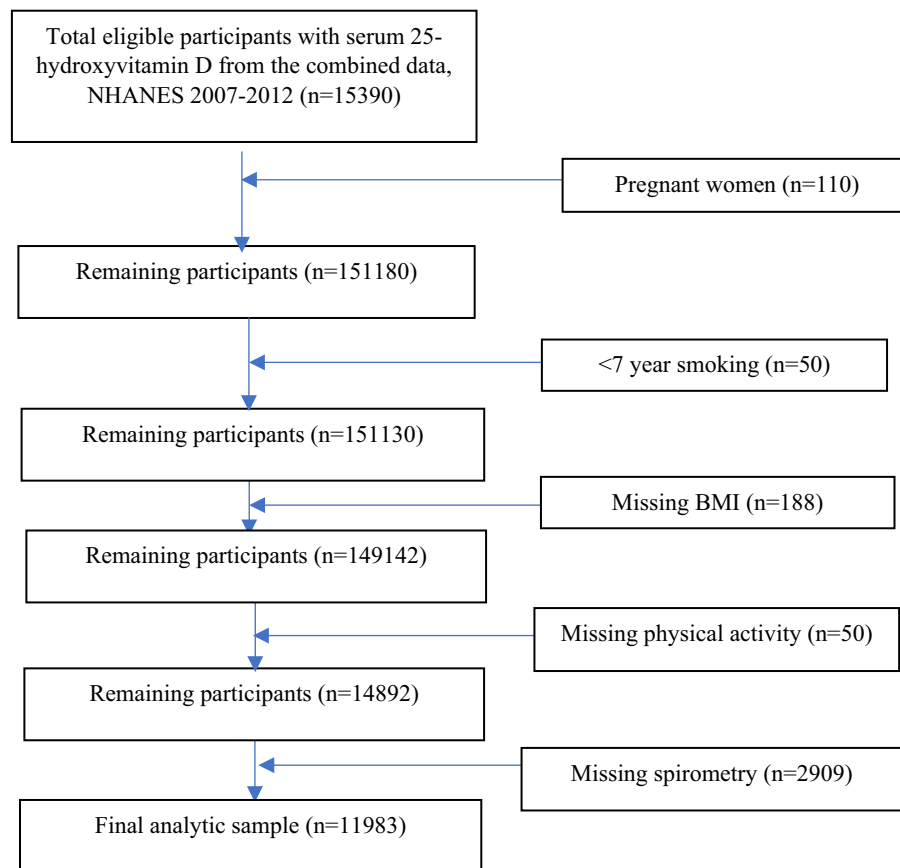 Total eligible participants with serum 25-
hydroxyvitamin D from the combined data,
NHANES 2007-2012 (n=15390)
Pregnant women (n=110)
Remaining participants (n=151180)
<7 year smoking (n=50)
Remaining participants (n=151130)
Missing BMI (n=188)
Remaining participants (n=149142)
Missing physical activity (n=50)
Remaining participants (n=14892)
Missing spirometry (n=2909)
Final analytic sample (n=11983)